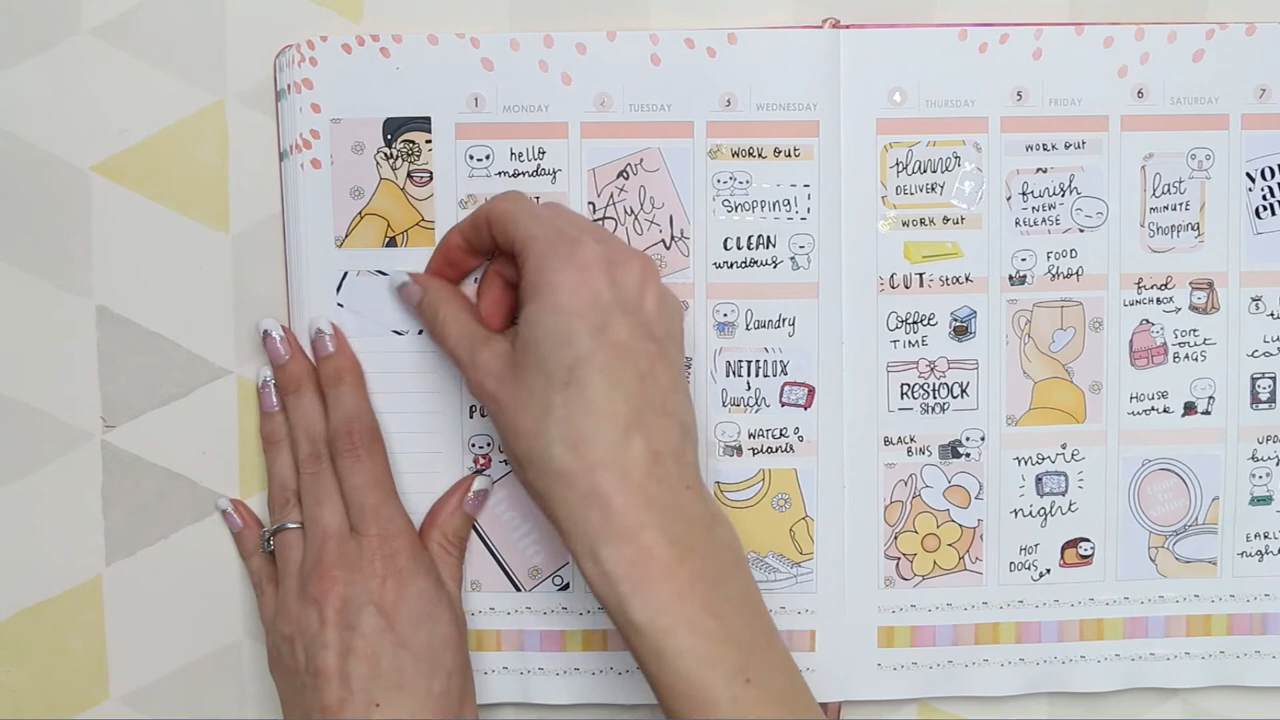 1 MONDAY
hello
monday
2 TUESDAY
Love
x
Style
x
3 WEDNESDAY
WORK OUT
Shopping!
CLEAN
windows
laundry
NETFLIX
&
lunch
WATER
plants
4 THURSDAY
planner
DELIVERY
WORK OUT
CUT STOCK
COFFEE
TIME
RESTOCK
SHOP
BLACK
BINS
5 FRIDAY
WORK OUT
finish
-NEW-
RELEASE
FOOD
Shop
movie
night
HOT
DOGS
6 SATURDAY
last
MINUTE
Shopping
find
LUNCHBOX
SORT
OUT
BAGS
HOUSE
work
7